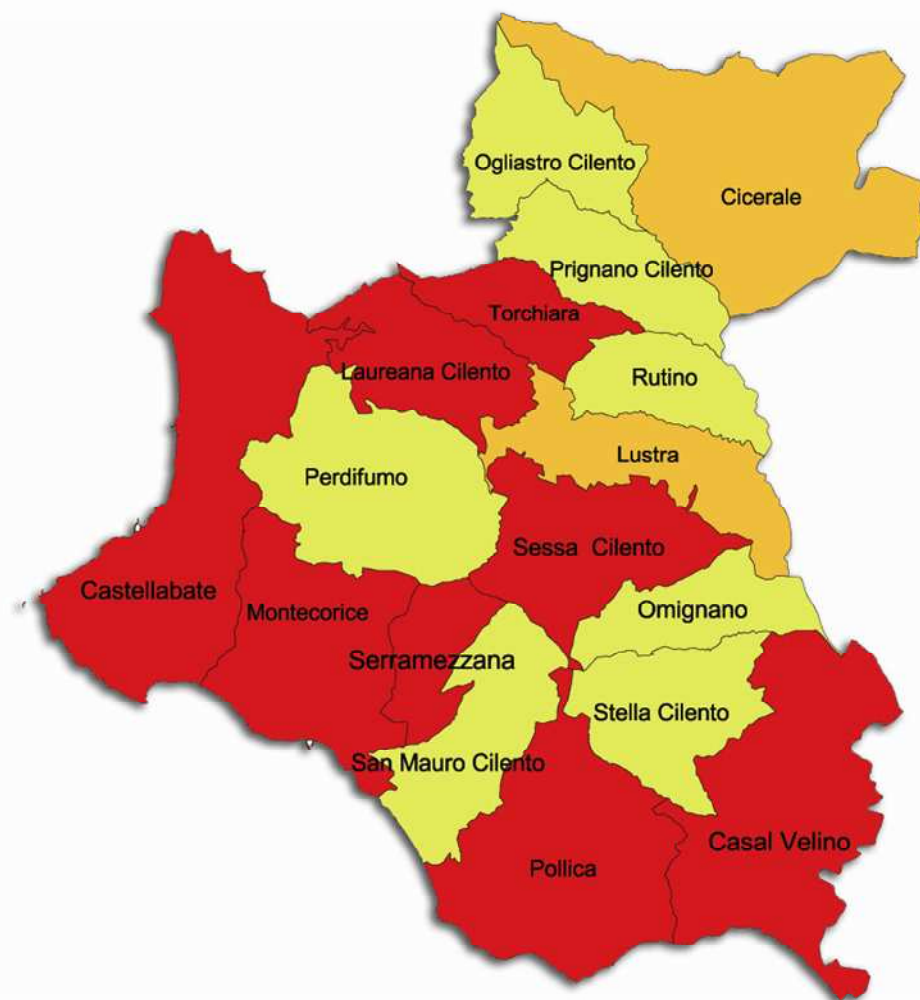 Ogliastro Cilento
Cicerale
Prignano Cilento
Torchiara
Laureana Cilento
Rutino
Lustra
Perdifumo
Sessa Cilento
Castellabate
Montecorice
Omignano
Serramezzana
Stella Cilento
San Mauro Cilento
Casal Velino
Pollica